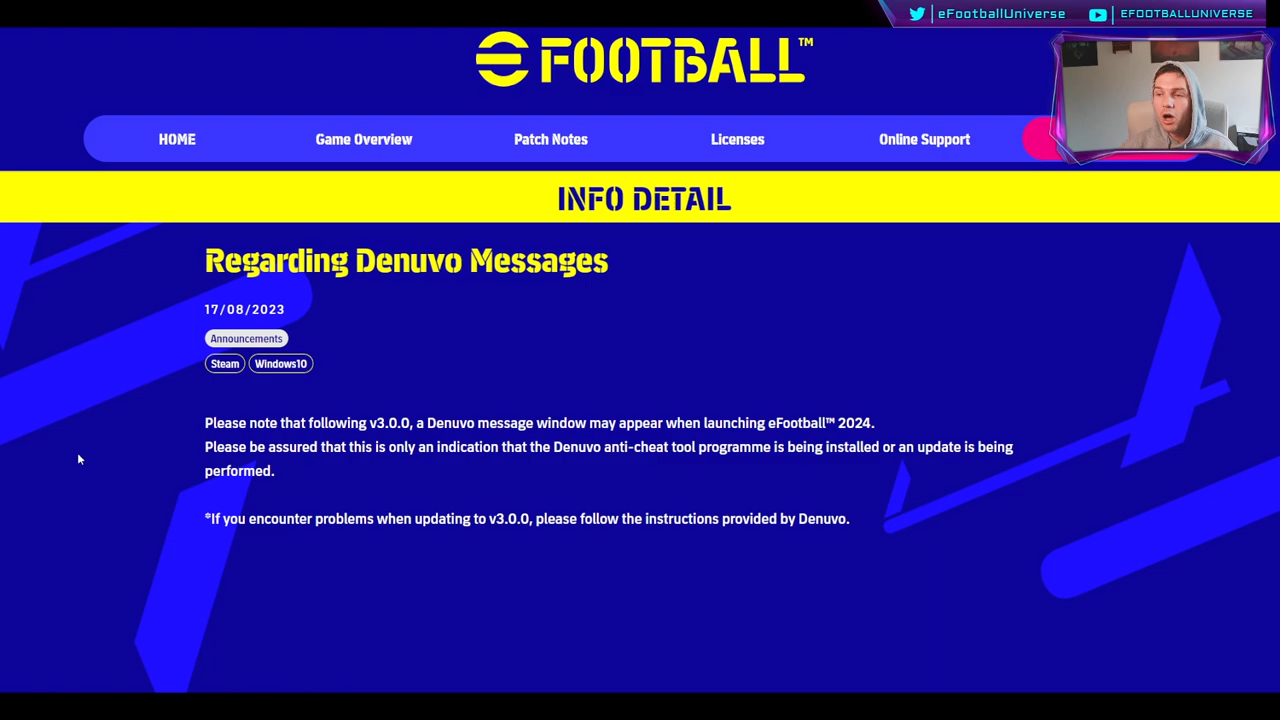 eFootballUniverse
EFOOTBALLUNIVERSE
FOOTBALL™
HOME
Game Overview
Patch Notes
Licenses
Online Support
INFO DETAIL
Regarding Denuvo Messages
17/08/2023
Announcements
Steam
Windows10
Please note that following v3.0.0, a Denuvo message window may appear when launching eFootball™ 2024.
Please be assured that this is only an indication that the Denuvo anti-cheat tool programme is being installed or an update is being
performed.
*If you encounter problems when updating to v3.0.0, please follow the instructions provided by Denuvo.